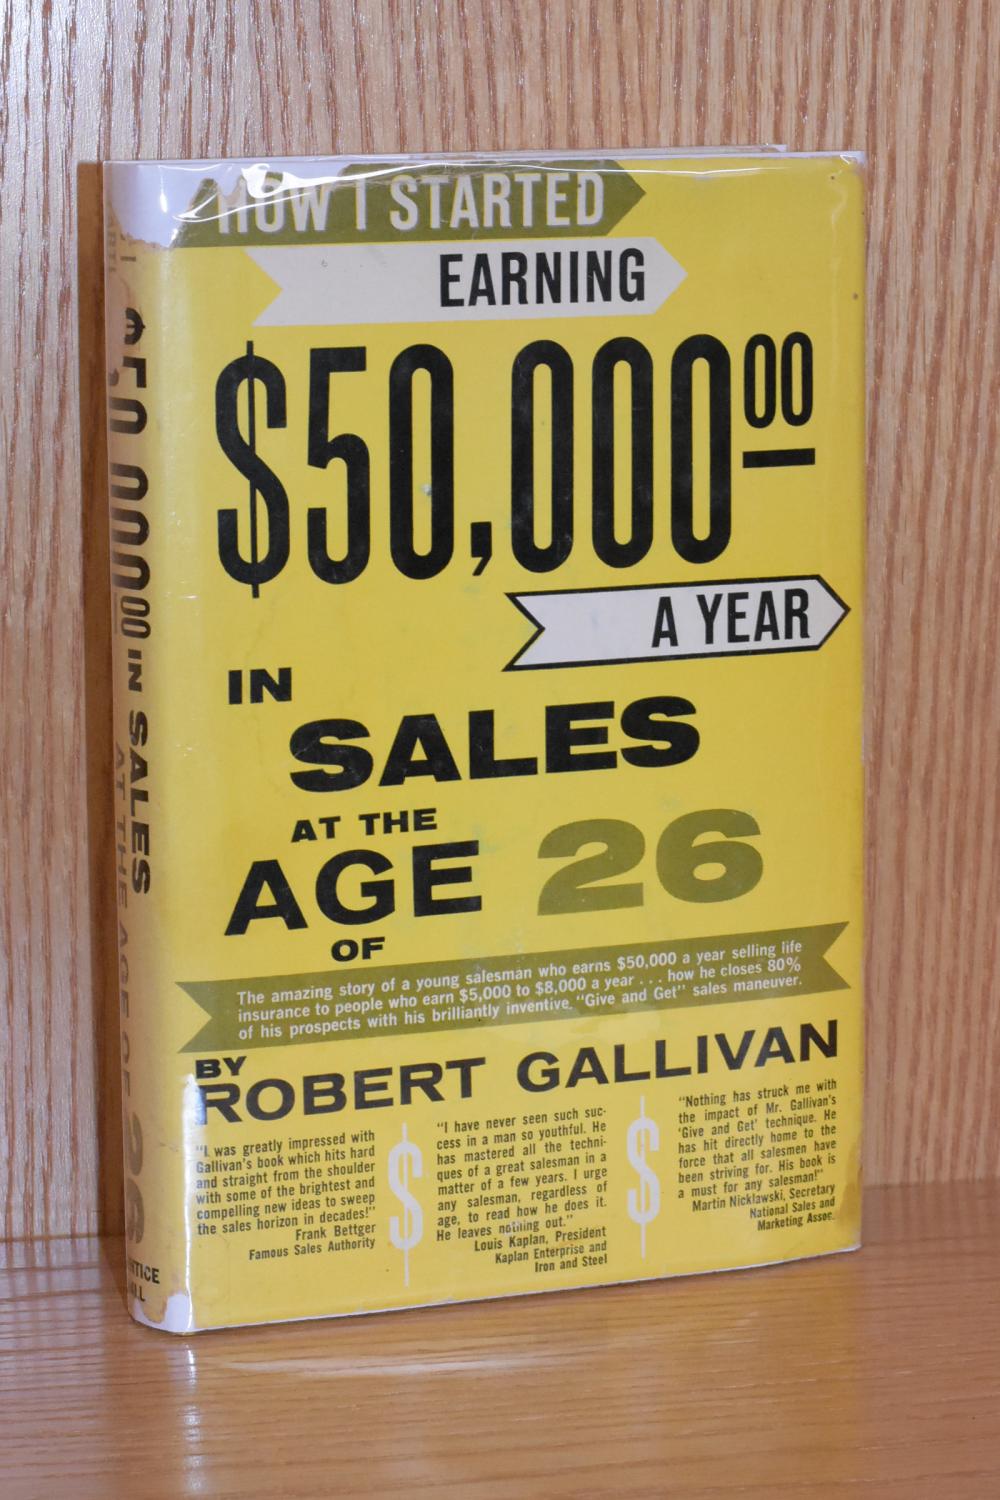 HOW I STARTED
EARNING
$50,000.00
A YEAR
IN
SALES
AT THE
AGE 26
OF
The amazing story of a young salesman who earns $50,000 a year selling life
insurance to people who earn $5,000 to $8,000 a year . . . how he closes 80%
of his prospects with his brilliantly inventive, "Give and Get" sales maneuver.
BY
ROBERT GALLIVAN
"I was greatly impressed with
Gallivan's book which hits hard
and straight from the shoulder
with some of the brightest and
compelling new ideas to sweep
the sales horizon in decades!"
Frank Bettger
Famous Sales Authority
$
"I have never seen such suc-
cess in a man so youthful. He
has mastered all the techni-
ques of a great salesman in a
matter of a few years. I urge
any salesman, regardless of
age, to read how he does it.
He leaves nothing out."
Louis Kaplan, President
Kaplan Enterprise and
Iron and Steel
$
"Nothing has struck me with
the impact of Mr. Gallivan's
'Give and Get' technique. He
has hit directly home to the
force that all salesmen have
been striving for. His book is
a must for any salesman!"
Martin Nicklawski, Secretary
National Sales and
Marketing Assoc.
$50,000.00 IN SALES
AT THE AGE OF 26